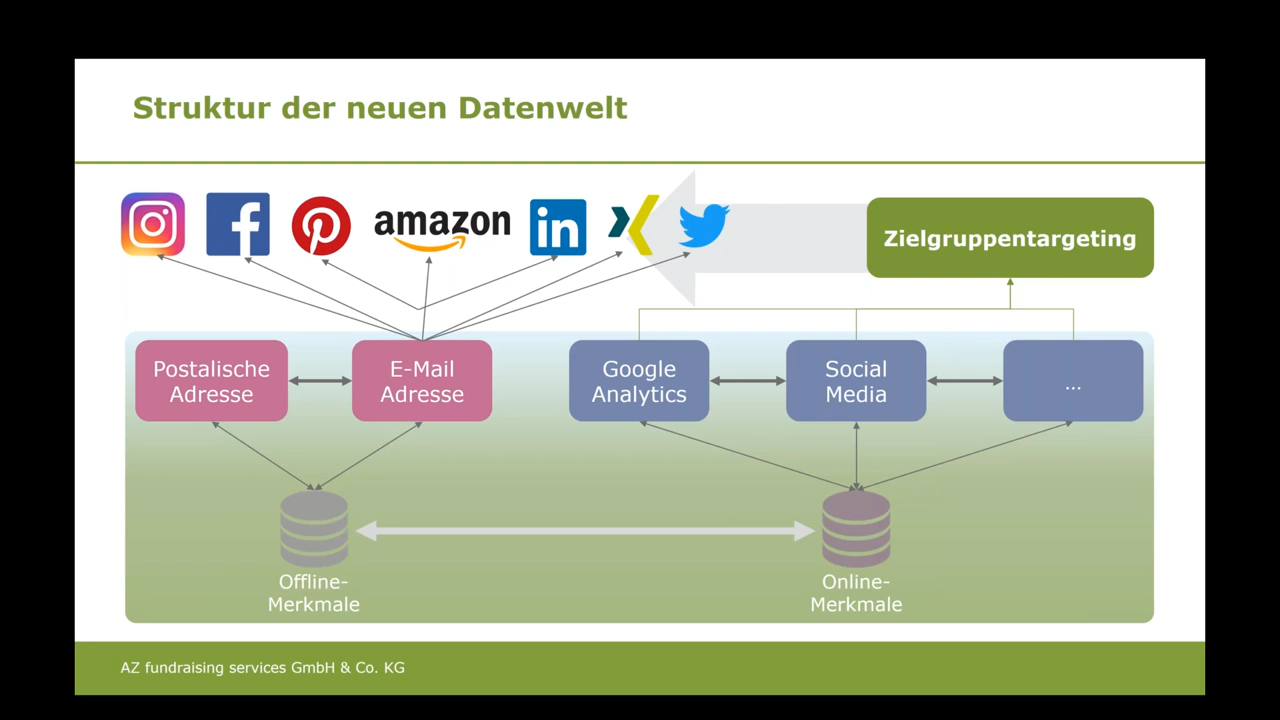 Struktur der neuen Datenwelt
amazon
in
Zielgruppentargeting
Postalische
Adresse
E-Mail
Adresse
Google
Analytics
Social
Media
...
Offline-
Merkmale
Online-
Merkmale
AZ fundraising services GmbH & Co. KG